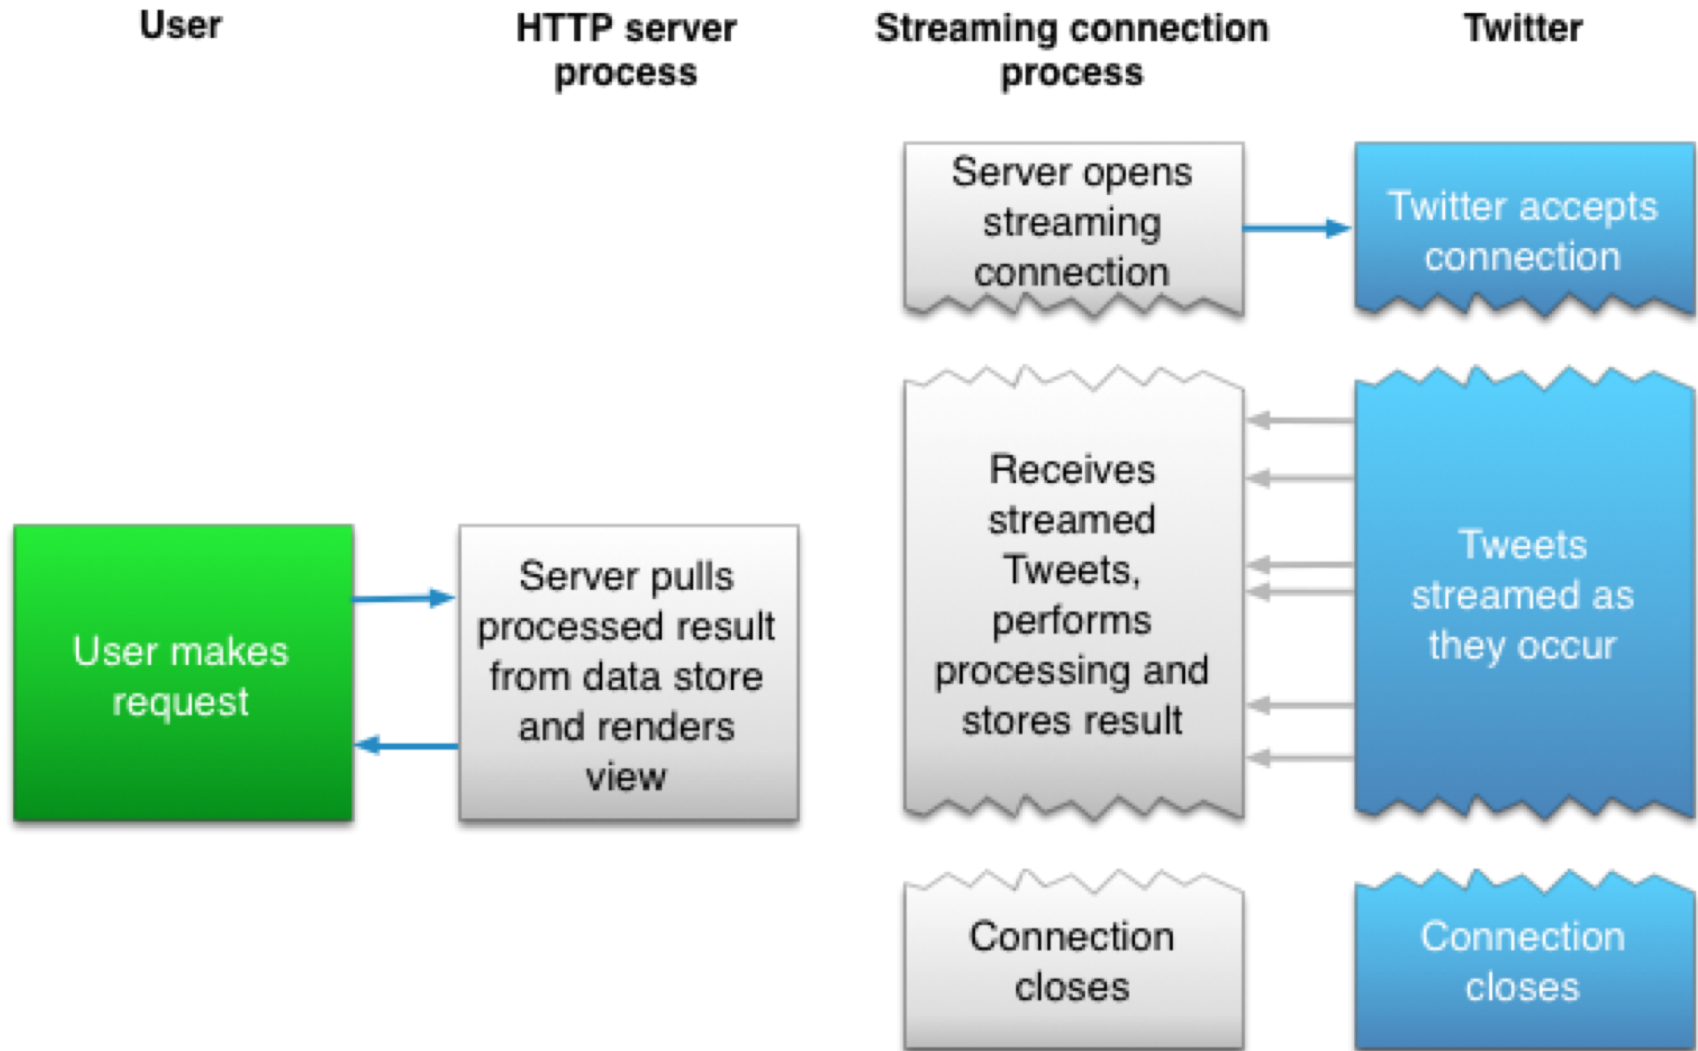 User
HTTP server
process
Streaming connection
process
Twitter
Server opens
streaming
connection
Twitter accepts
connection
User makes
request
Server pulls
processed result
from data store
and renders
view
Receives
streamed
Tweets,
performs
processing and
stores result
Tweets
streamed as
they occur
Connection
closes
Connection
closes